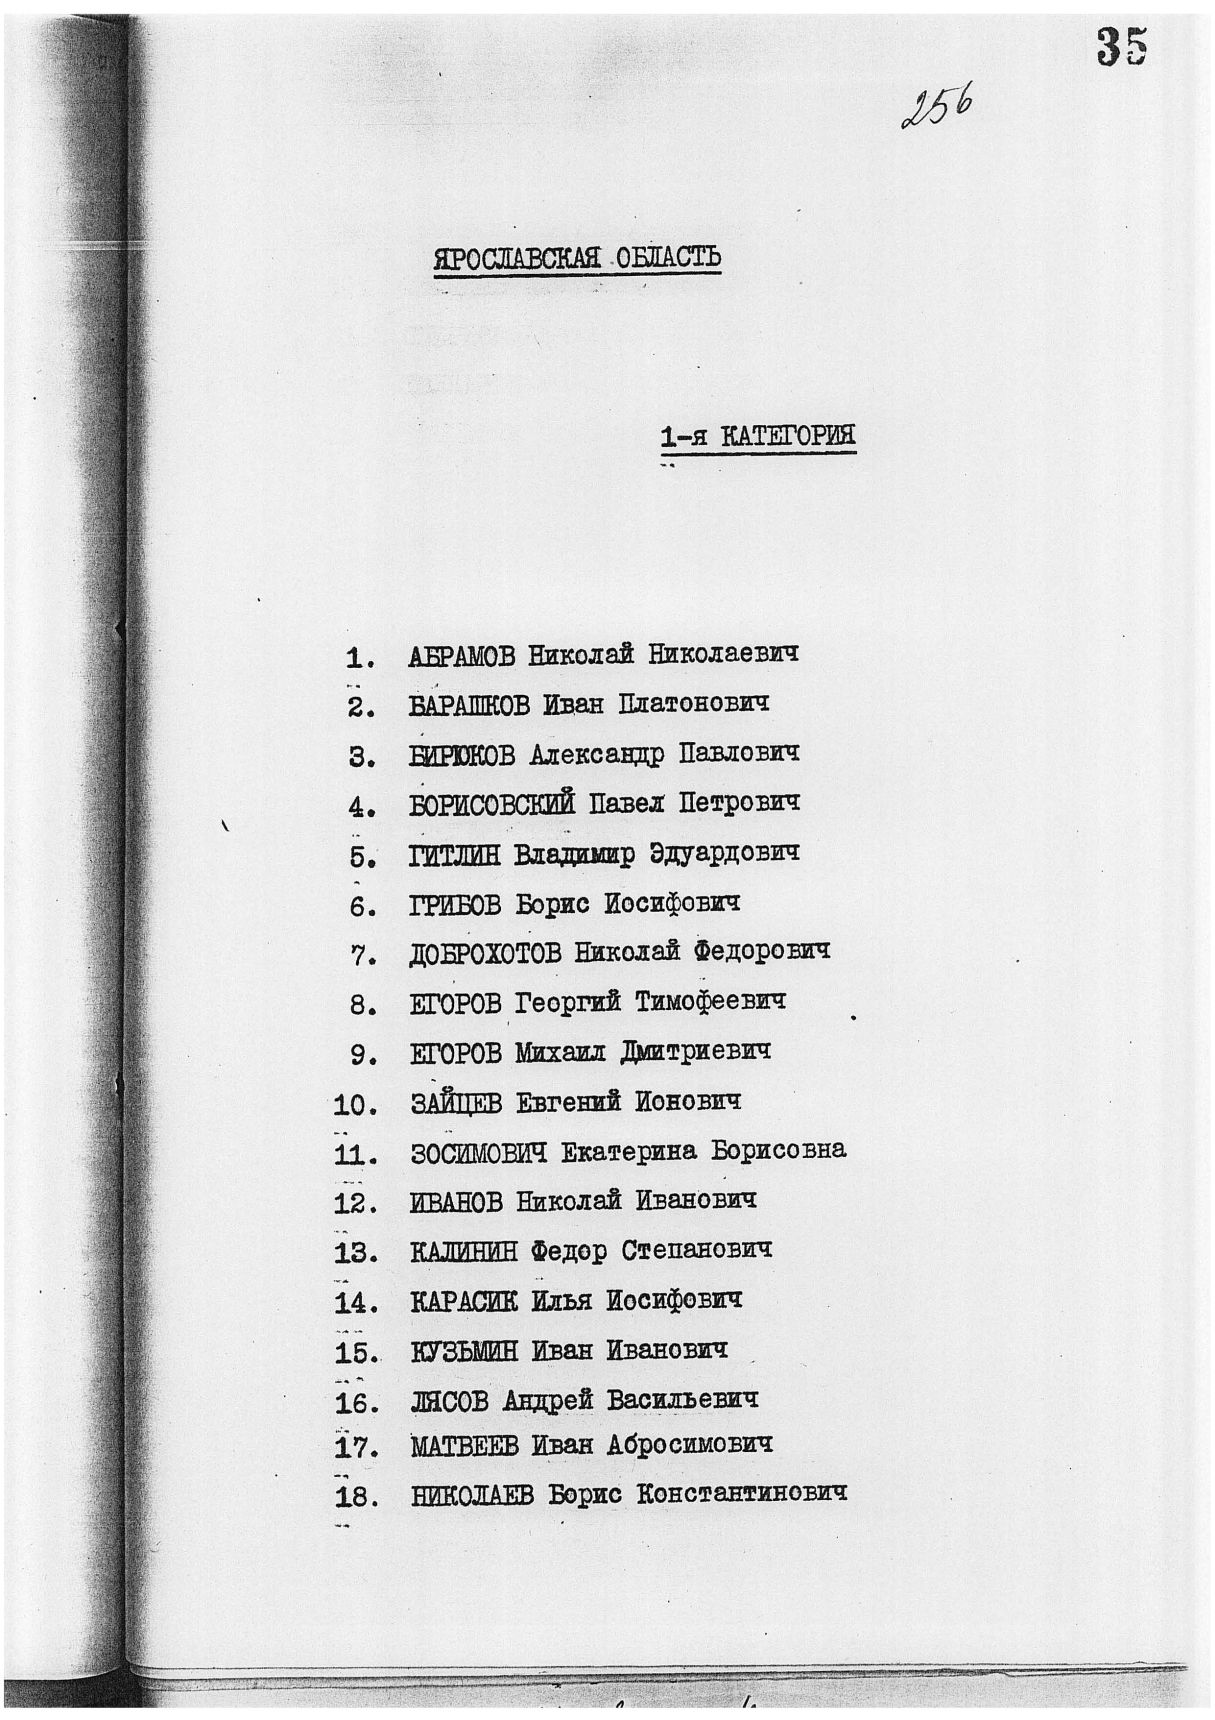 35
256
ЯРОСЛАВСКАЯ ОБЛАСТЬ
1-я КАТЕГОРИЯ
1. АБРАМОВ Николай Николаевич
2. БАРАШКОВ Иван Платонович
3. БИРЮКОВ Александр Павлович
4. БОРИСОВСКИЙ Павел Петрович
5. ГИТЛИН Владимир Эдуардович
6. ГРИБОВ Борис Иосифович
7. ДОБРОХОТОВ Николай Федорович
8. ЕГОРОВ Георгий Тимофеевич
9. ЕГОРОВ Михаил Дмитриевич
10. ЗАЙЦЕВ Евгений Ионович
11. ЗОСИМОВИЧ Екатерина Борисовна
12. ИВАНОВ Николай Иванович
13. КАЛИНИН Федор Степанович
14. КАРАСИК Илья Иосифович
15. КУЗЬМИН Иван Иванович
16. ЛЯСОВ Андрей Васильевич
17. МАТВЕЕВ Иван Абросимович
18. НИКОЛАЕВ Борис Константинович